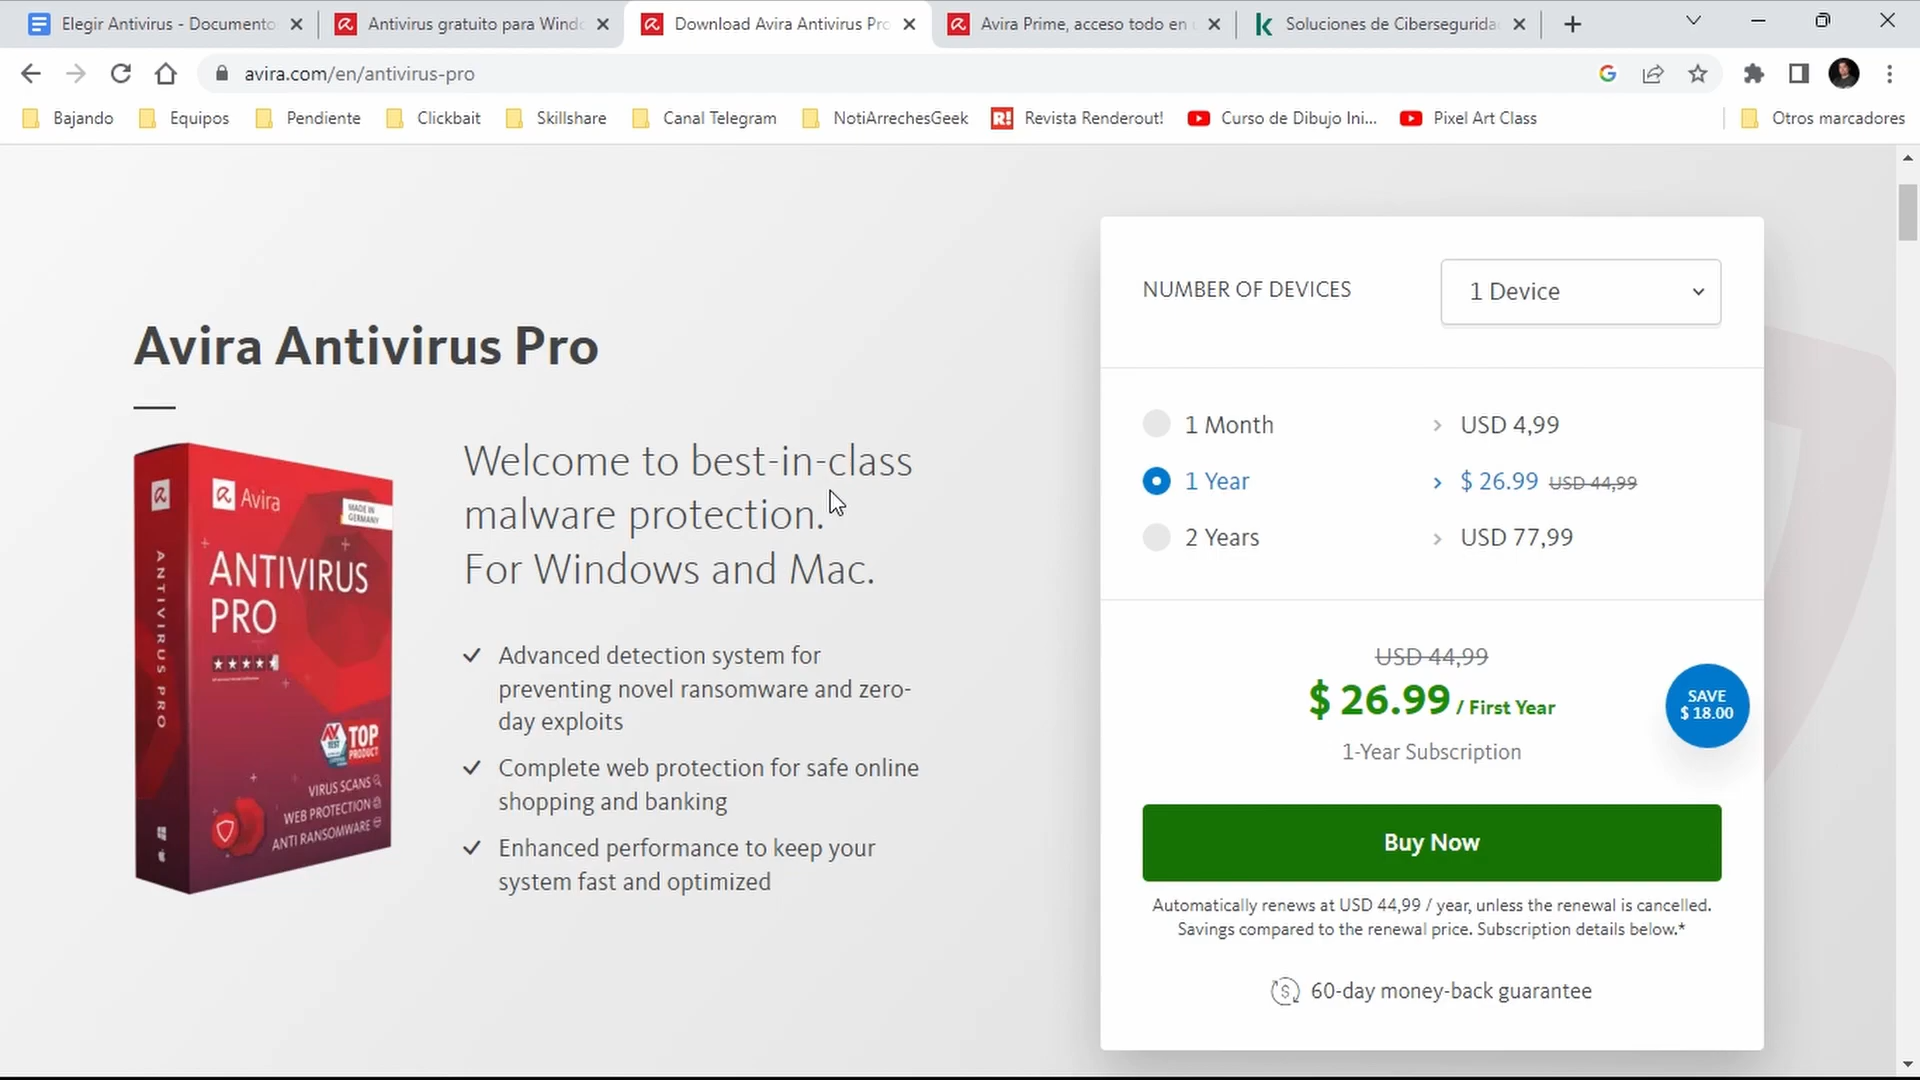 Elegir Antivirus - Documento
Antivirus gratuito para Windo
Download Avira Antivirus Pro
Avira Prime, acceso todo en u
Soluciones de Cibersegurida
avira.com/en/antivirus-pro
Bajando
Equipos
Pendiente
Clickbait
Skillshare
Canal Telegram
NotiArrechesGeek
R!
Revista Renderout!
Curso de Dibujo Ini...
Pixel Art Class
Otros marcadores
Avira Antivirus Pro
Avira
MADE IN
GERMANY
ANTIVIRUS
PRO
ANTIVIRUS PRO
TOP
PRODUCT
VIRUS SCANS
WEB PROTECTION
ANTI RANSOMWARE
Welcome to best-in-class
malware protection.
For Windows and Mac.
Advanced detection system for
preventing novel ransomware and zero-
day exploits
Complete web protection for safe online
shopping and banking
Enhanced performance to keep your
system fast and optimized
NUMBER OF DEVICES
1 Device
1 Month > USD 4,99
1 Year > $ 26.99 USD 44,99
2 Years > USD 77,99
USD 44,99
$ 26.99 / First Year
1-Year Subscription
SAVE
$ 18.00
Buy Now
Automatically renews at USD 44,99 / year, unless the renewal is cancelled.
Savings compared to the renewal price. Subscription details below.*
60-day money-back guarantee